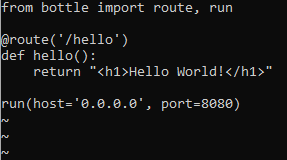 from bottle import route, run

@route('/hello')
def hello():
    return "<h1>Hello World!</h1>"

run(host='0.0.0.0', port=8080)
~
~
~